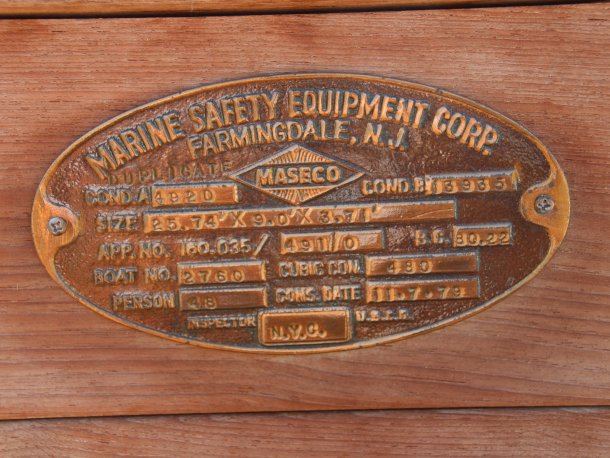 MARINE SAFETY EQUIPMENT CORP.
FARMINGDALE, N.J.
DUPLICATE
MASECO
COND.A 4920 COND.B 13935
SIZE 25.74' X 9.0 X 3.71'
APP. NO. 160.035/ 491/0 B.C. 30.22
BOAT NO. 2760 CUBIC CON. 480
PERSON 48 CONS. DATE 11.7.79
INSPECTOR N.Y.C.